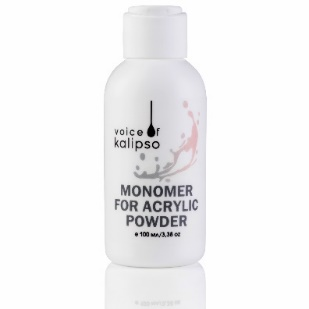 voice of
kalipso
MONOMER
FOR ACRYLIC
POWDER
e 100 мл/3,38 oz